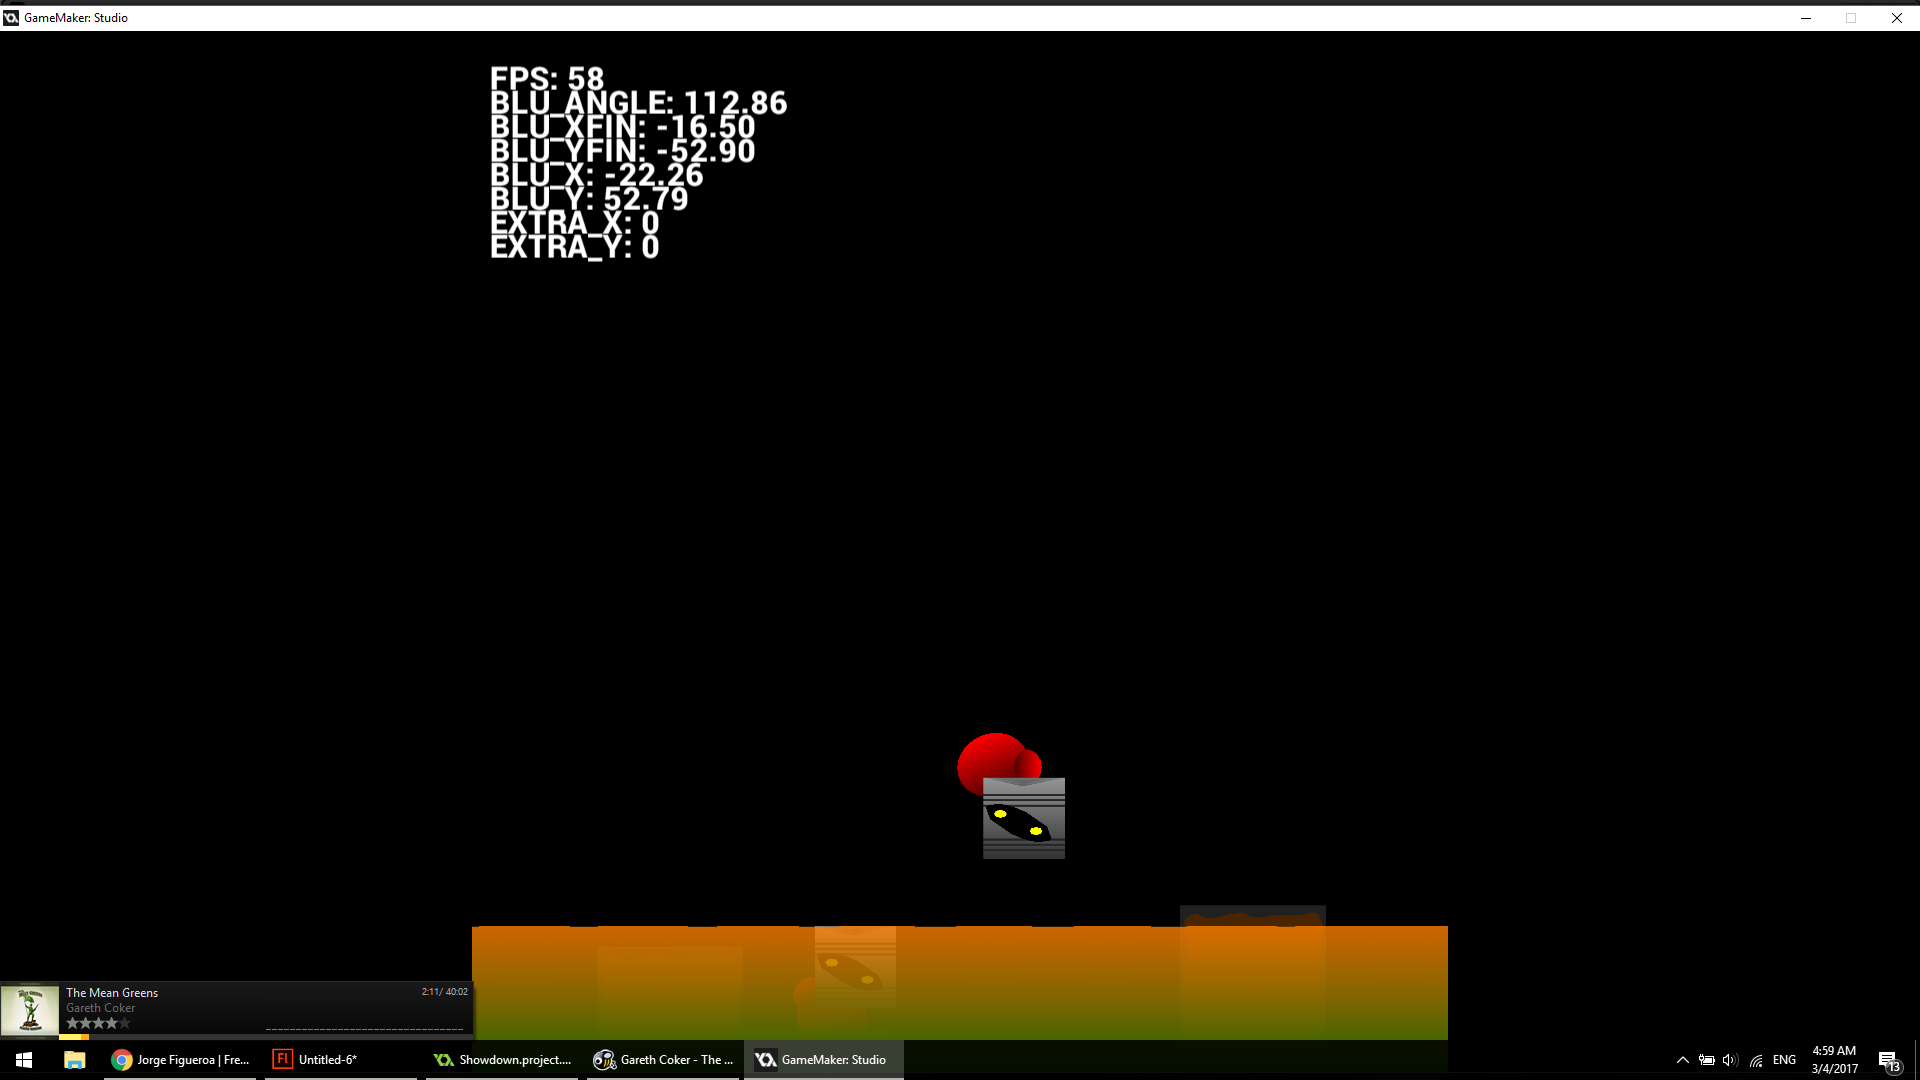 GameMaker: Studio
FPS: 58
BLU_ANGLE: 112.86
BLU_XFIN: -16.50
BLU_YFIN: -52.90
BLU_X: -22.26
BLU_Y: 52.79
EXTRA_X: 0
EXTRA_Y: 0
The Mean Greens
2:11/ 40:02
Gareth Coker
Jorge Figueroa | Fre...
Fl Untitled-6*
Showdown.project....
Gareth Coker - The ...
GameMaker: Studio
ENG
4:59 AM
3/4/2017
13